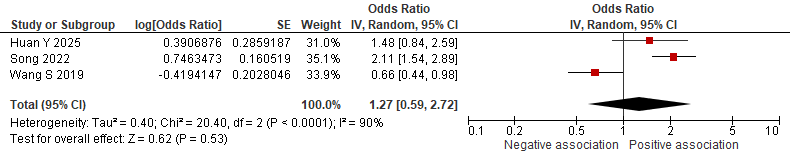 Odds Ratio Odds Ratio
Study or Subgroup log[Odds Ratio] SE Weight IV, Random, 95% CI IV, Random, 95% CI
Huan Y 2025 0.3906876 0.2859187 31.0% 1.48 [0.84, 2.59]
Song 2022 0.7463473 0.160519 35.1% 2.11 [1.54, 2.89]
Wang S 2019 -0.4194147 0.2028046 33.9% 0.66 [0.44, 0.98]
Total (95% CI) 100.0% 1.27 [0.59, 2.72]
Heterogeneity: Tau² = 0.40; Chi² = 20.40, df = 2 (P < 0.0001); I² = 90%
Test for overall effect: Z = 0.62 (P = 0.53)
0.1 0.2 0.5 1 2 5 10
Negative association Positive association